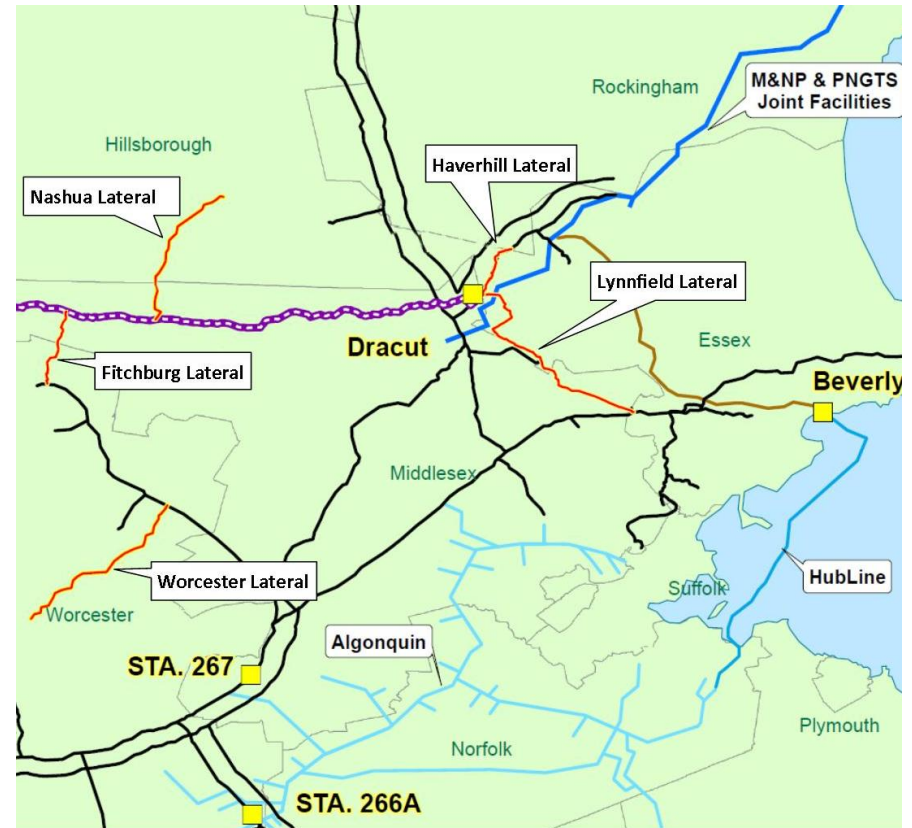 Rockingham
M&NP & PNGTS
Joint Facilities
Hillsborough
Haverhill Lateral
Nashua Lateral
Lynnfield Lateral
Dracut
Essex
Fitchburg Lateral
Beverly
Middlesex
Worcester Lateral
HubLine
Suffolk
Worcester
Algonquin
STA. 267
Plymouth
Norfolk
STA. 266A